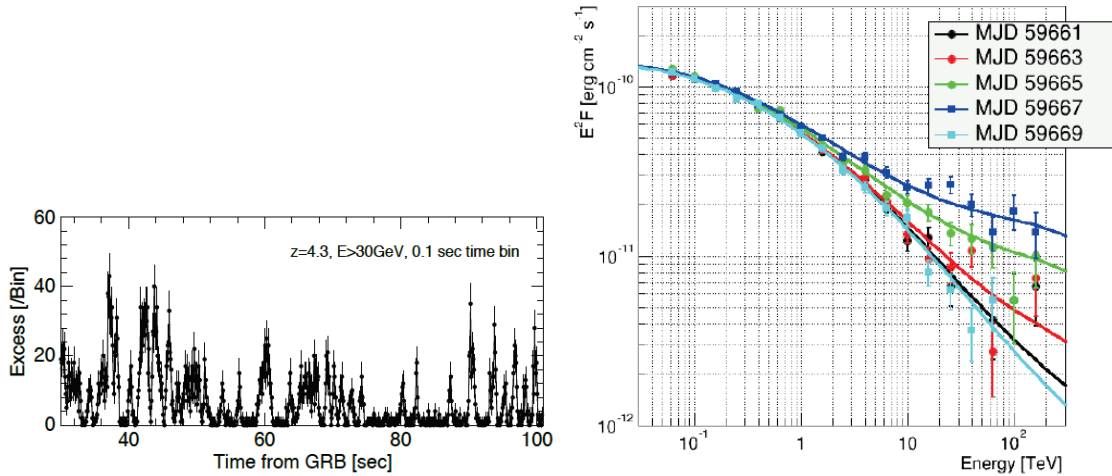 60
40
20
0
Excess [/Bin]
z=4.3, E>30GeV, 0.1 sec time bin
40
60
80
100
Time from GRB [sec]
E²F [erg cm⁻² s⁻¹]
10⁻¹⁰
10⁻¹¹
10⁻¹²
MJD 59661
MJD 59663
MJD 59665
MJD 59667
MJD 59669
10⁻¹
1
10
10²
Energy [TeV]